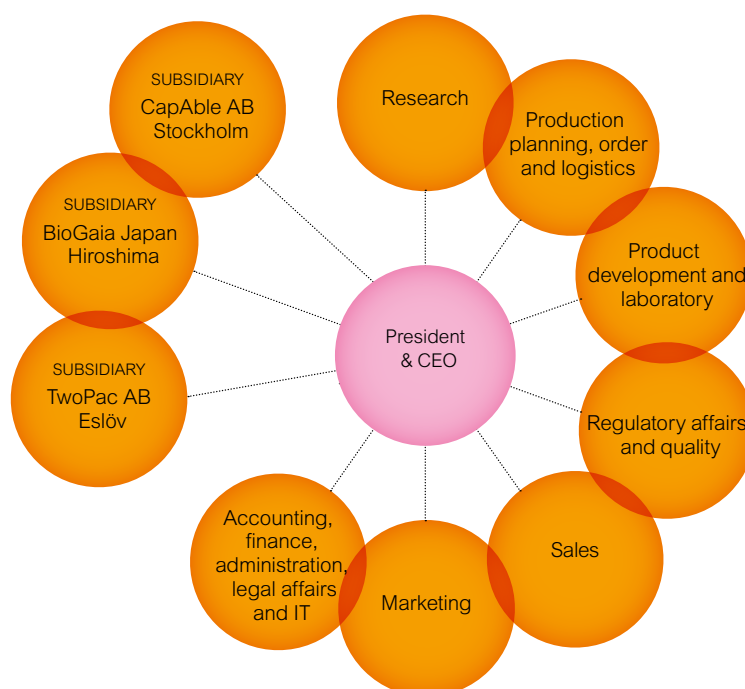 SUBSIDIARY
CapAble AB
Stockholm
SUBSIDIARY
BioGaia Japan
Hiroshima
SUBSIDIARY
TwoPac AB
Eslöv
Research
Production
planning, order
and logistics
Product
development and
laboratory
Regulatory affairs
and quality
Sales
Marketing
Accounting,
finance,
administration,
legal affairs
and IT
President
& CEO